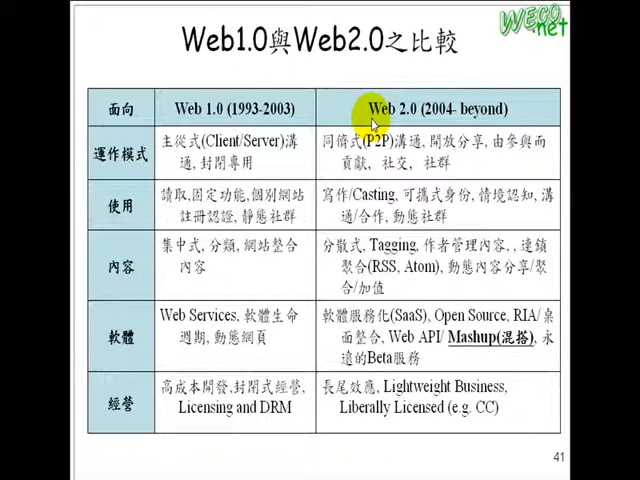 WECO
.net
Web1.0與Web2.0之比較
面向
Web 1.0 (1993-2003)
Web 2.0 (2004- beyond)
運作模式
主從式(Client/Server)溝
通, 封閉專用
同儕式(P2P)溝通, 開放分享, 由參與而
貢獻, 社交, 社群
使用
讀取,固定功能, 個別網站
註冊認證, 靜態社群
寫作/Casting, 可攜式身份, 情境認知, 溝
通/合作, 動態社群
內容
集中式, 分類, 網站整合
內容
分散式, Tagging, 作者管理內容, , 連鎖
聚合(RSS, Atom), 動態內容分享/聚
合/加值
軟體
Web Services, 軟體生命
週期, 動態網頁
軟體服務化(SaaS), Open Source, RIA/桌
面整合, Web API/ Mashup(混搭), 永
遠的Beta服務
經營
高成本開發,封閉式經營,
Licensing and DRM
長尾效應, Lightweight Business,
Liberally Licensed (e.g. CC)
41